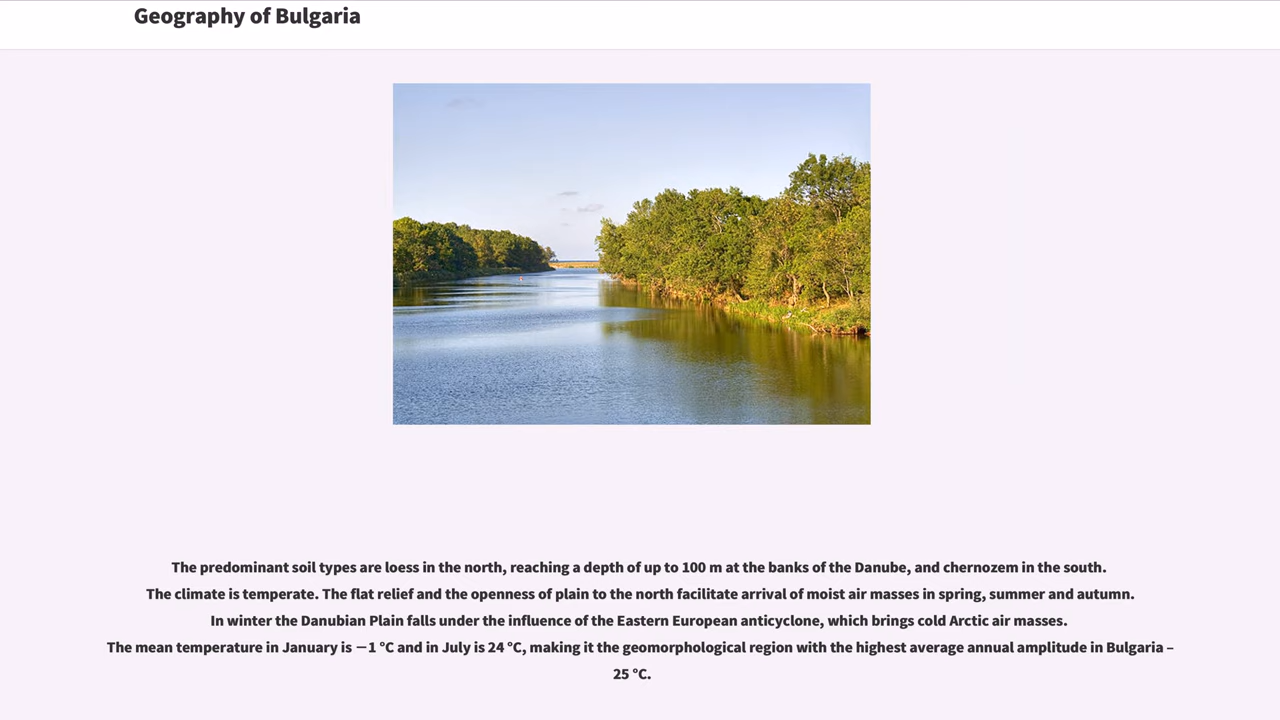 Geography of Bulgaria
The predominant soil types are loess in the north, reaching a depth of up to 100 m at the banks of the Danube, and chernozem in the south.
The climate is temperate. The flat relief and the openness of plain to the north facilitate arrival of moist air masses in spring, summer and autumn.
In winter the Danubian Plain falls under the influence of the Eastern European anticyclone, which brings cold Arctic air masses.
The mean temperature in January is −1 °C and in July is 24 °C, making it the geomorphological region with the highest average annual amplitude in Bulgaria –
25 °C.